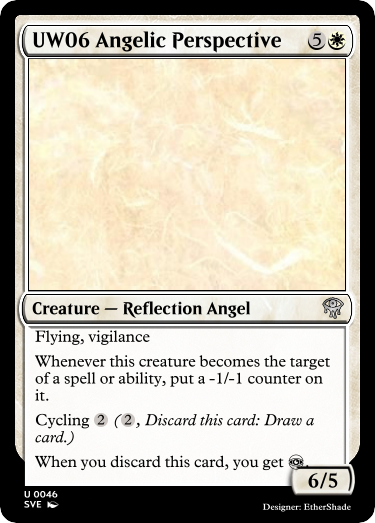 UW06 Angelic Perspective 5
Creature — Reflection Angel
Flying, vigilance
Whenever this creature becomes the target
of a spell or ability, put a -1/-1 counter on
it.
Cycling 2 (2, Discard this card: Draw a
card.)
When you discard this card, you get .
6/5
U 0046
SVE
Designer: EtherShade